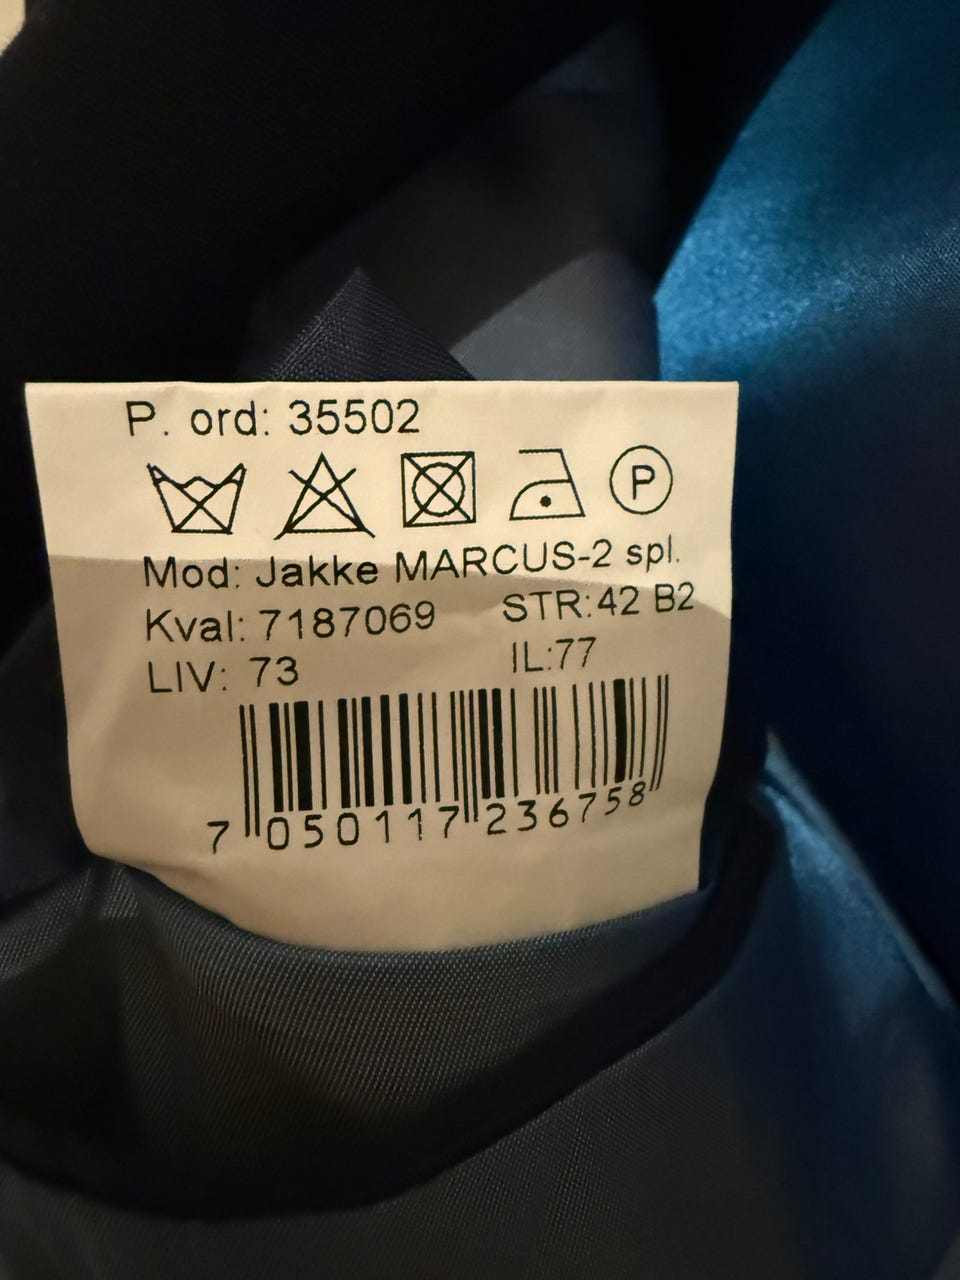 P. ord: 35502
P
Mod: Jakke MARCUS-2 spl.
Kval: 7187069 STR:42 B2
LIV: 73 IL:77
7 050117 236758